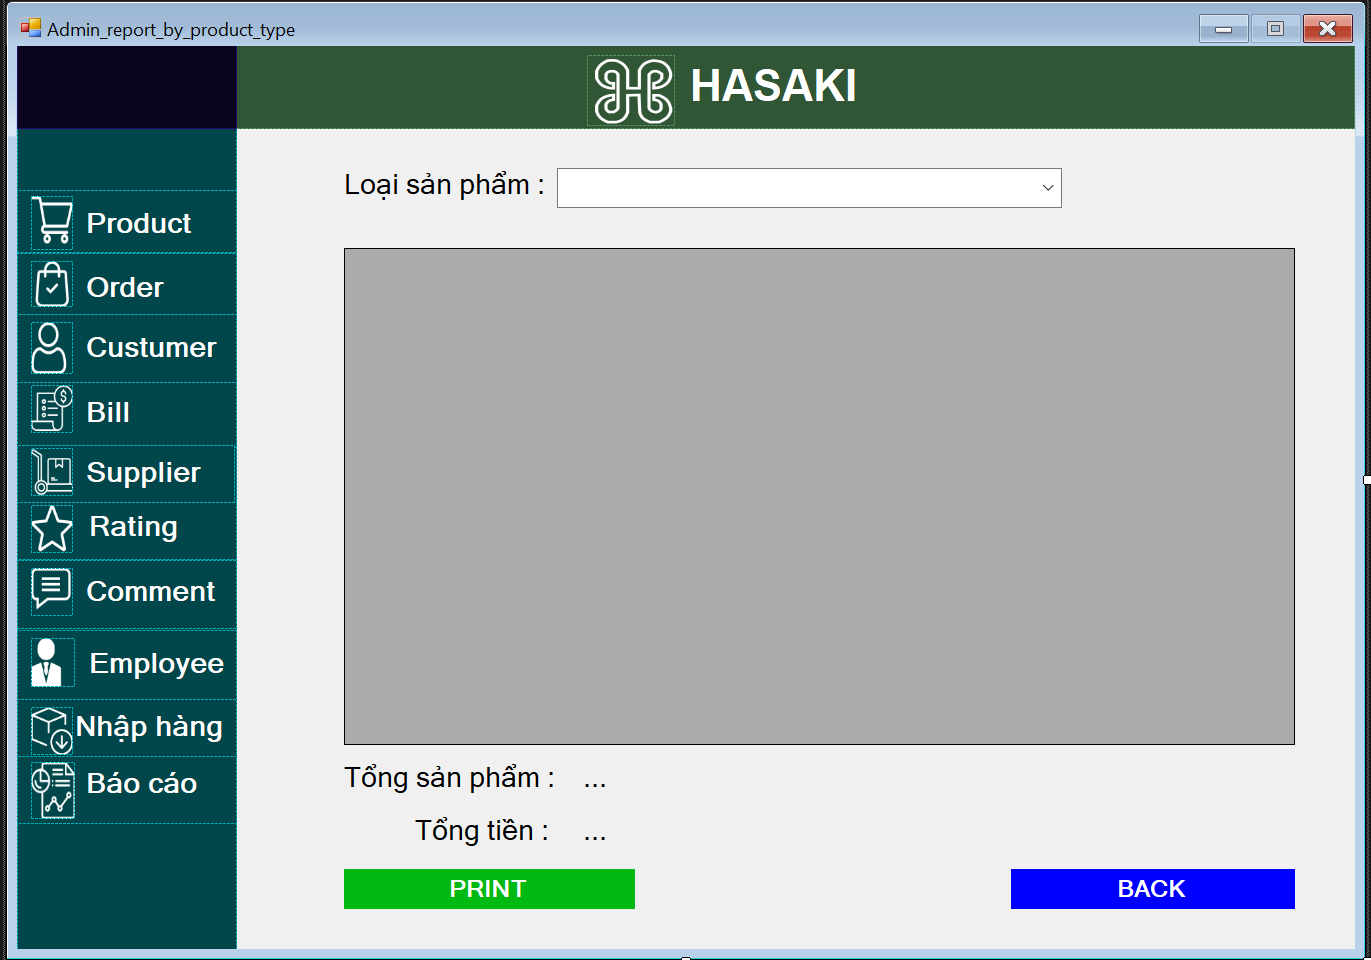 Admin_report_by_product_type
HASAKI
Product
Order
Custumer
Bill
Supplier
Rating
Comment
Employee
Nhập hàng
Báo cáo
Loại sản phẩm :
Tổng sản phẩm : ...
Tổng tiền : ...
PRINT
BACK